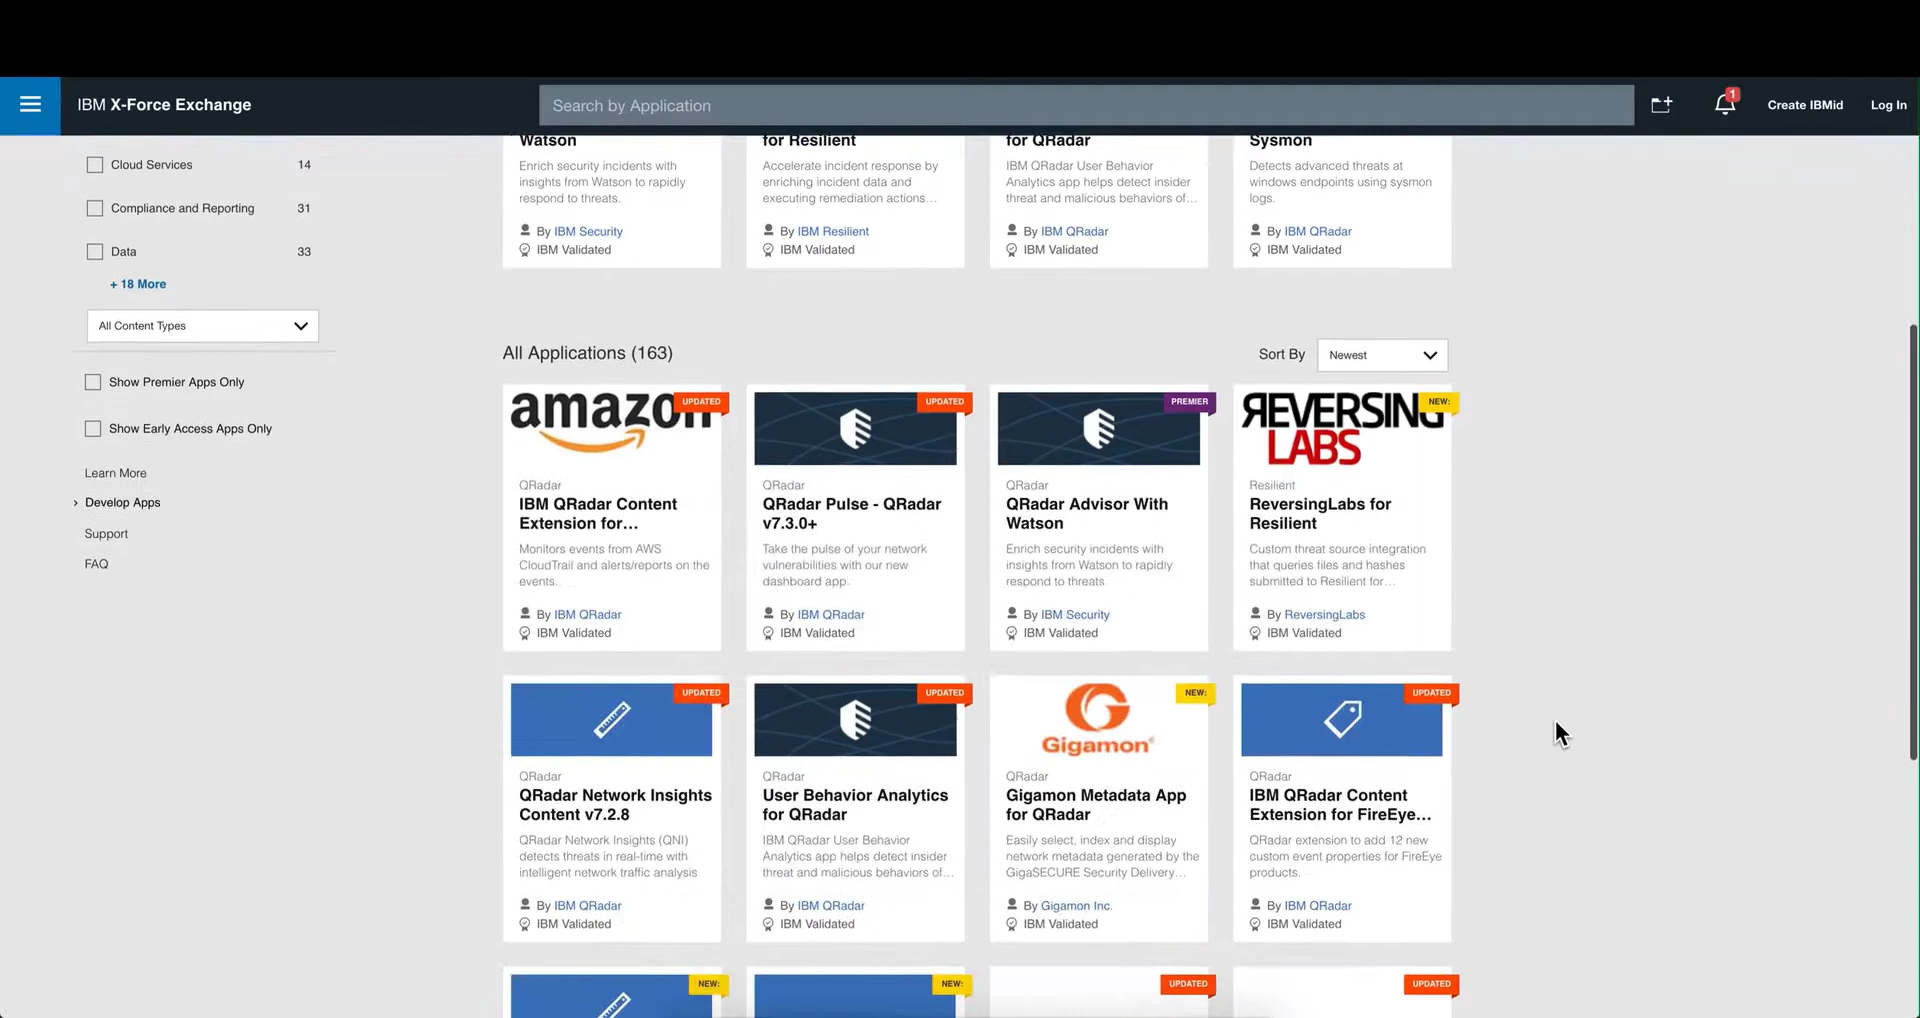 IBM X-Force Exchange
Search by Application
1
Create IBMid
Log In
Cloud Services 14
Compliance and Reporting 31
Data 33
+ 18 More
All Content Types
Show Premier Apps Only
Show Early Access Apps Only
Learn More
› Develop Apps
Support
FAQ
Watson
Enrich security incidents with
insights from Watson to rapidly
respond to threats.
By IBM Security
IBM Validated
for Resilient
Accelerate incident response by
enriching incident data and
executing remediation actions...
By IBM Resilient
IBM Validated
for QRadar
IBM QRadar User Behavior
Analytics app helps detect insider
threat and malicious behaviors of...
By IBM QRadar
IBM Validated
Sysmon
Detects advanced threats at
windows endpoints using sysmon
logs.
By IBM QRadar
IBM Validated
All Applications (163)
Sort By
Newest
amazon
UPDATED
QRadar
IBM QRadar Content
Extension for...
Monitors events from AWS
CloudTrail and alerts/reports on the
events.
By IBM QRadar
IBM Validated
UPDATED
QRadar
QRadar Pulse - QRadar
v7.3.0+
Take the pulse of your network
vulnerabilities with our new
dashboard app.
By IBM QRadar
IBM Validated
PREMIER
QRadar
QRadar Advisor With
Watson
Enrich security incidents with
insights from Watson to rapidly
respond to threats
By IBM Security
IBM Validated
REVERSING
LABS
NEW:
Resilient
ReversingLabs for
Resilient
Custom threat source integration
that queries files and hashes
submitted to Resilient for...
By ReversingLabs
IBM Validated
UPDATED
QRadar
QRadar Network Insights
Content v7.2.8
QRadar Network Insights (QNI)
detects threats in real-time with
intelligent network traffic analysis
By IBM QRadar
IBM Validated
UPDATED
QRadar
User Behavior Analytics
for QRadar
IBM QRadar User Behavior
Analytics app helps detect insider
threat and malicious behaviors of...
By IBM QRadar
IBM Validated
NEW:
Gigamon®
QRadar
Gigamon Metadata App
for QRadar
Easily select, index and display
network metadata generated by the
GigaSECURE Security Delivery...
By Gigamon Inc.
IBM Validated
UPDATED
QRadar
IBM QRadar Content
Extension for FireEye...
QRadar extension to add 12 new
custom event properties for FireEye
products.
By IBM QRadar
IBM Validated
NEW:
NEW:
UPDATED
UPDATED